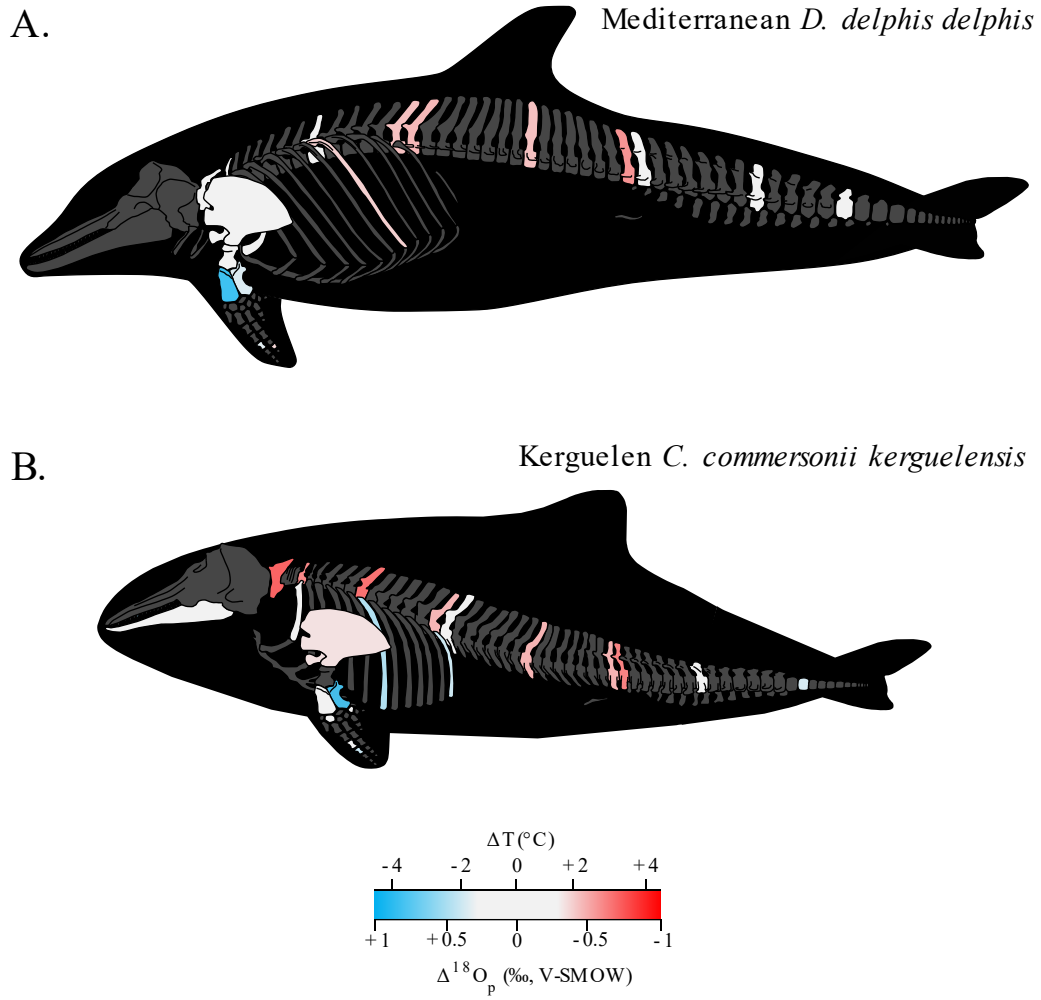 A.
Mediterranean D. delphis delphis
B.
Kerguelen C. commersonii kerguelensis
ΔT(°C)
-4 -2 0 +2 +4
+1 +0.5 0 -0.5 -1
Δ¹⁸Oₚ (‰, V-SMOW)